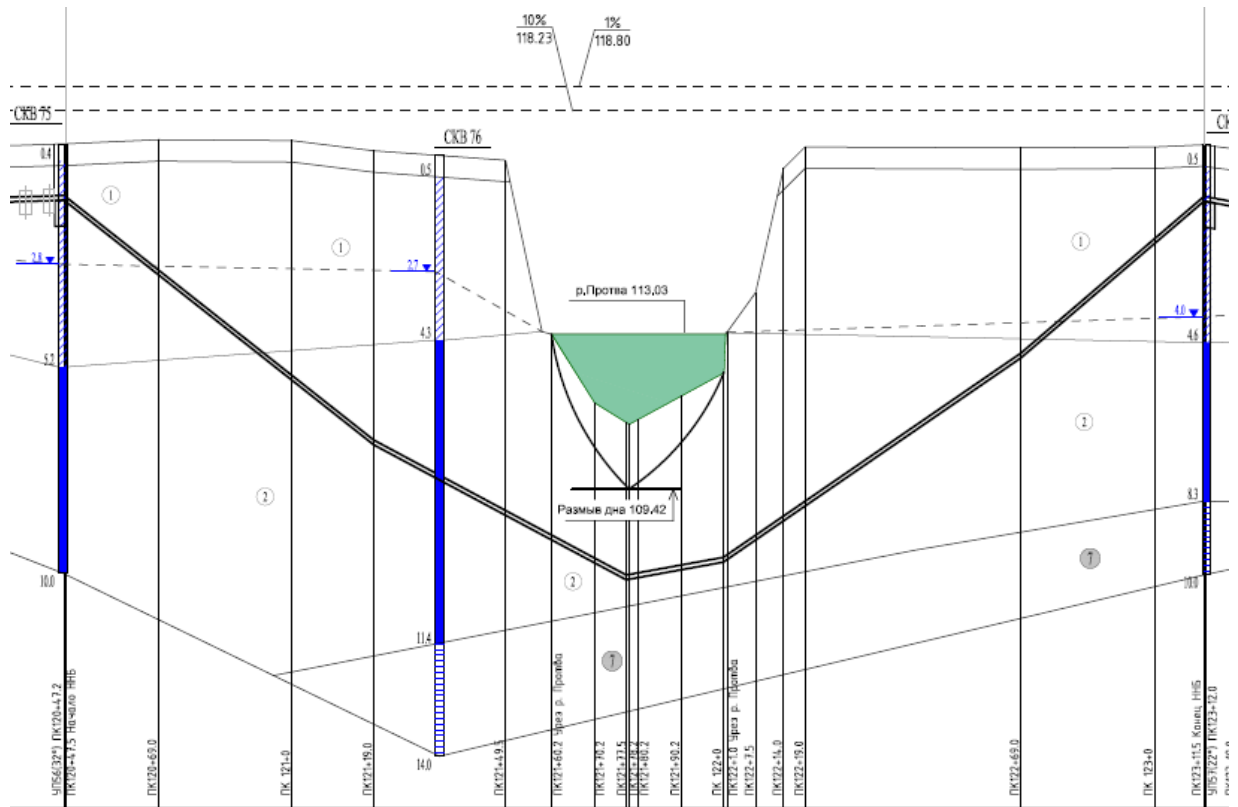 10%
118.23
1%
118.80
СКВ 75
СКВ 76
0.4
0.5
0.5
1
1
1
2.8
2.7
4.0
р.Протва 113,03
5.2
4.3
4.6
2
2
2
Размыв дна 109.42
8.3
7
7
10.0
11.4
10.0
14.0
УП56(32°) ПК120+47.2
ПК120+47.5 Начало ННБ
ПК120+69.0
ПК 121+0
ПК121+19.0
ПК121+49.5
ПК121+60.2 Урез р. Протва
ПК121+70.2
ПК121+77.5
ПК121+78.2
ПК121+80.2
ПК121+90.2
ПК 122+0
ПК122+1.0 Урез р. Протва
ПК122+7.5
ПК122+14.0
ПК122+19.0
ПК122+69.0
ПК 123+0
ПК123+11.5 Конец ННБ
УП57(22°) ПК123+12.0